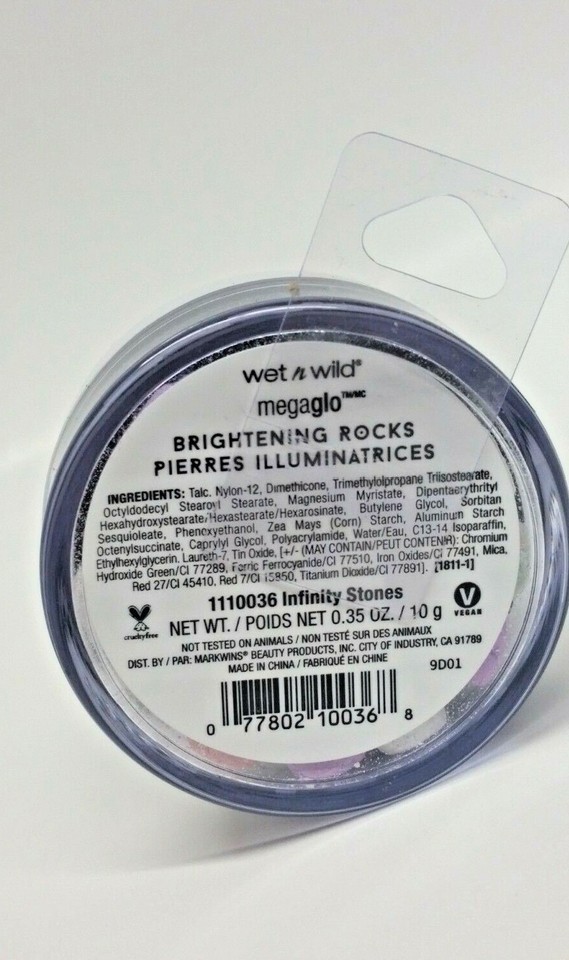 wet n wild®
megaglo™/MC
BRIGHTENING ROCKS
PIERRES ILLUMINATRICES
INGREDIENTS: Talc, Nylon-12, Dimethicone, Trimethylolpropane Triisostearate,
Octyldodecyl Stearoyl Stearate, Magnesium Myristate, Dipentaerythrityl
Hexahydroxystearate/Hexastearate/Hexarosinate, Butylene Glycol, Sorbitan
Sesquioleate, Phenoxyethanol, Zea Mays (Corn) Starch, Aluminum Starch
Octenylsuccinate, Caprylyl Glycol, Polyacrylamide, Water/Eau, C13-14 Isoparaffin,
Ethylhexylglycerin, Laureth-7, Tin Oxide, [+/- (MAY CONTAIN/PEUT CONTENIR): Chromium
Hydroxide Green/CI 77289, Ferric Ferrocyanide/CI 77510, Iron Oxides/CI 77491, Mica,
Red 27/CI 45410, Red 7/CI 15850, Titanium Dioxide/CI 77891]. [1811-1]
1110036 Infinity Stones
NET WT. / POIDS NET 0.35 OZ. / 10 g
crueltyfree
V
VEGAN
NOT TESTED ON ANIMALS / NON TESTÉ SUR DES ANIMAUX
DIST. BY / PAR: MARKWINS® BEAUTY PRODUCTS, INC. CITY OF INDUSTRY, CA 91789
MADE IN CHINA / FABRIQUÉ EN CHINE
9D01
0 77802 10036 8